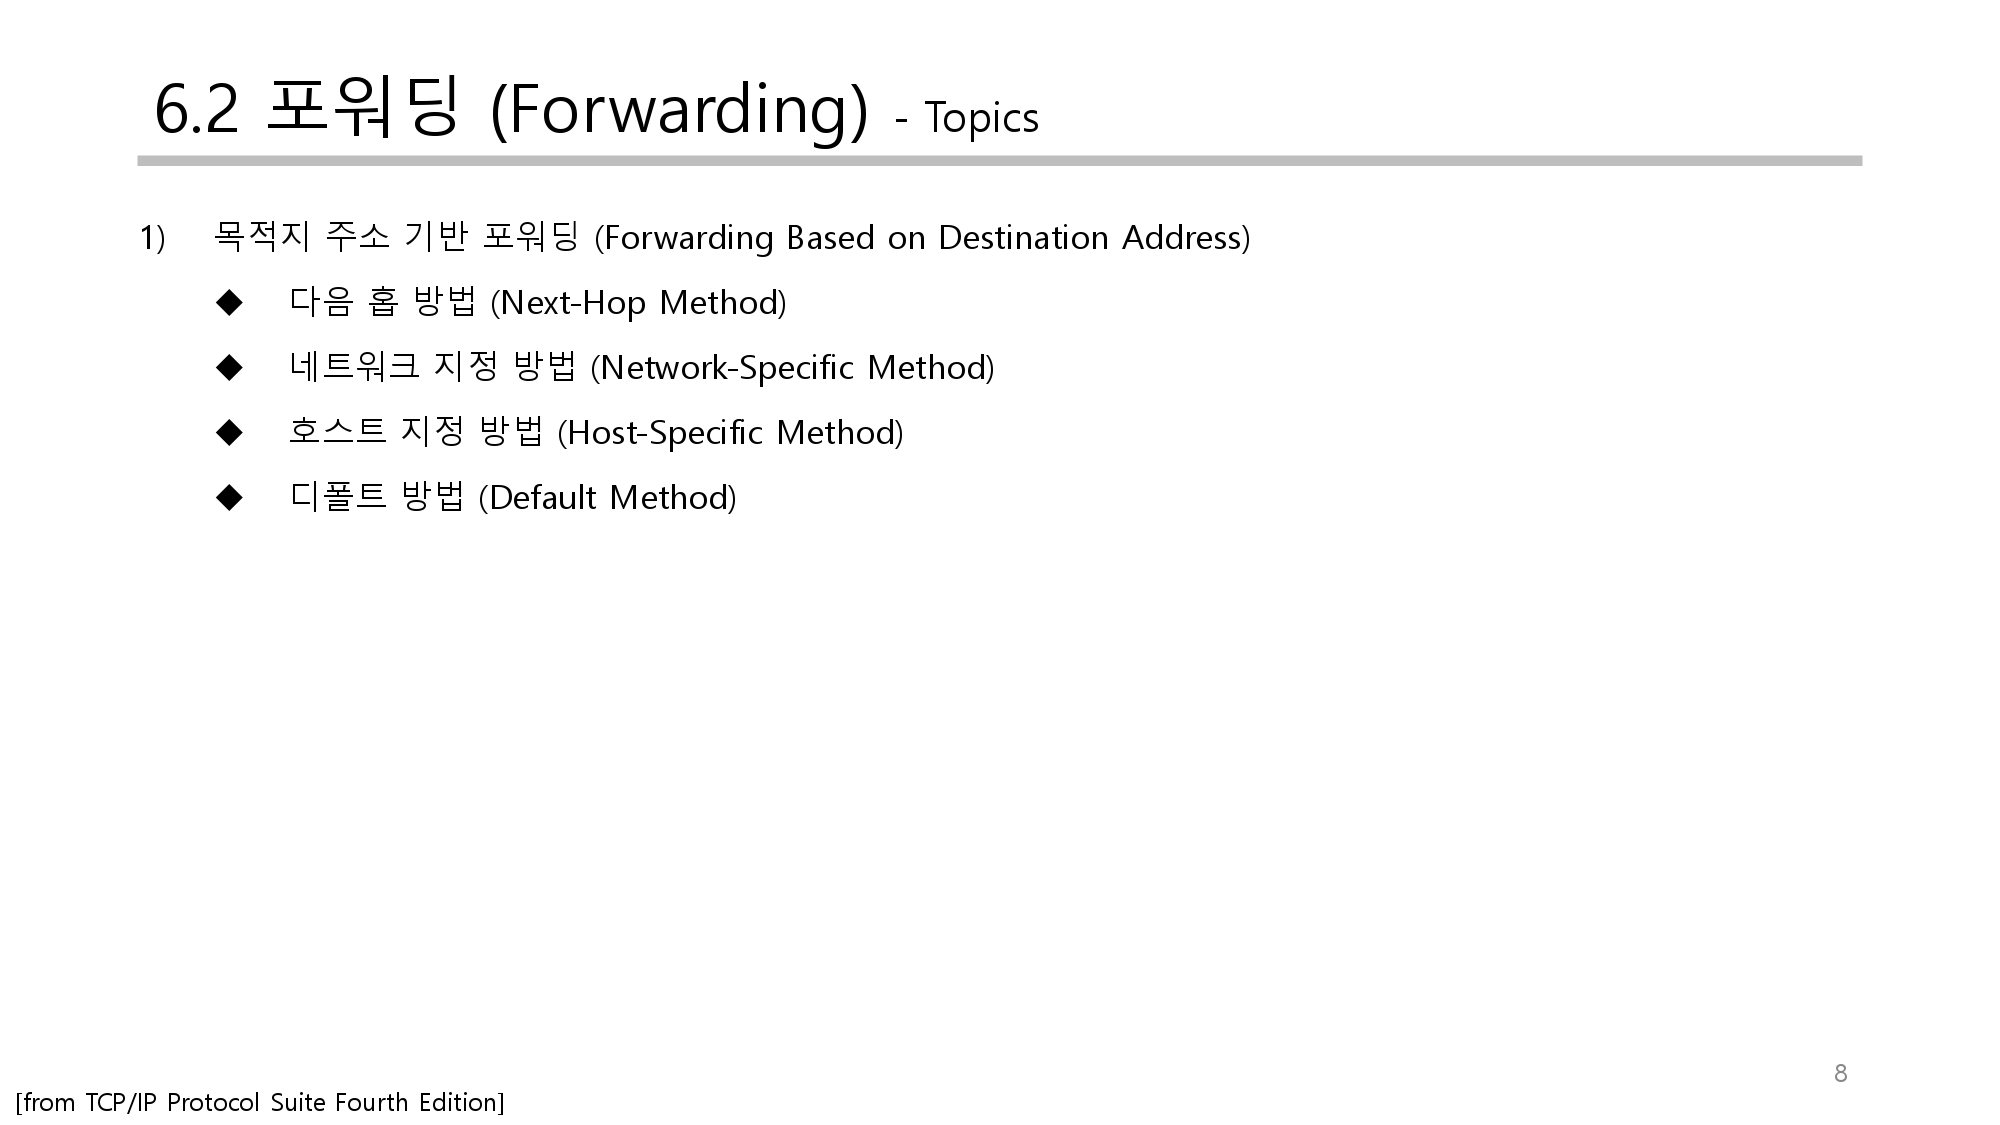 6.2 포워딩 (Forwarding) - Topics
1) 목적지 주소 기반 포워딩 (Forwarding Based on Destination Address)
◆ 다음 홉 방법 (Next-Hop Method)
◆ 네트워크 지정 방법 (Network-Specific Method)
◆ 호스트 지정 방법 (Host-Specific Method)
◆ 디폴트 방법 (Default Method)
8
[from TCP/IP Protocol Suite Fourth Edition]